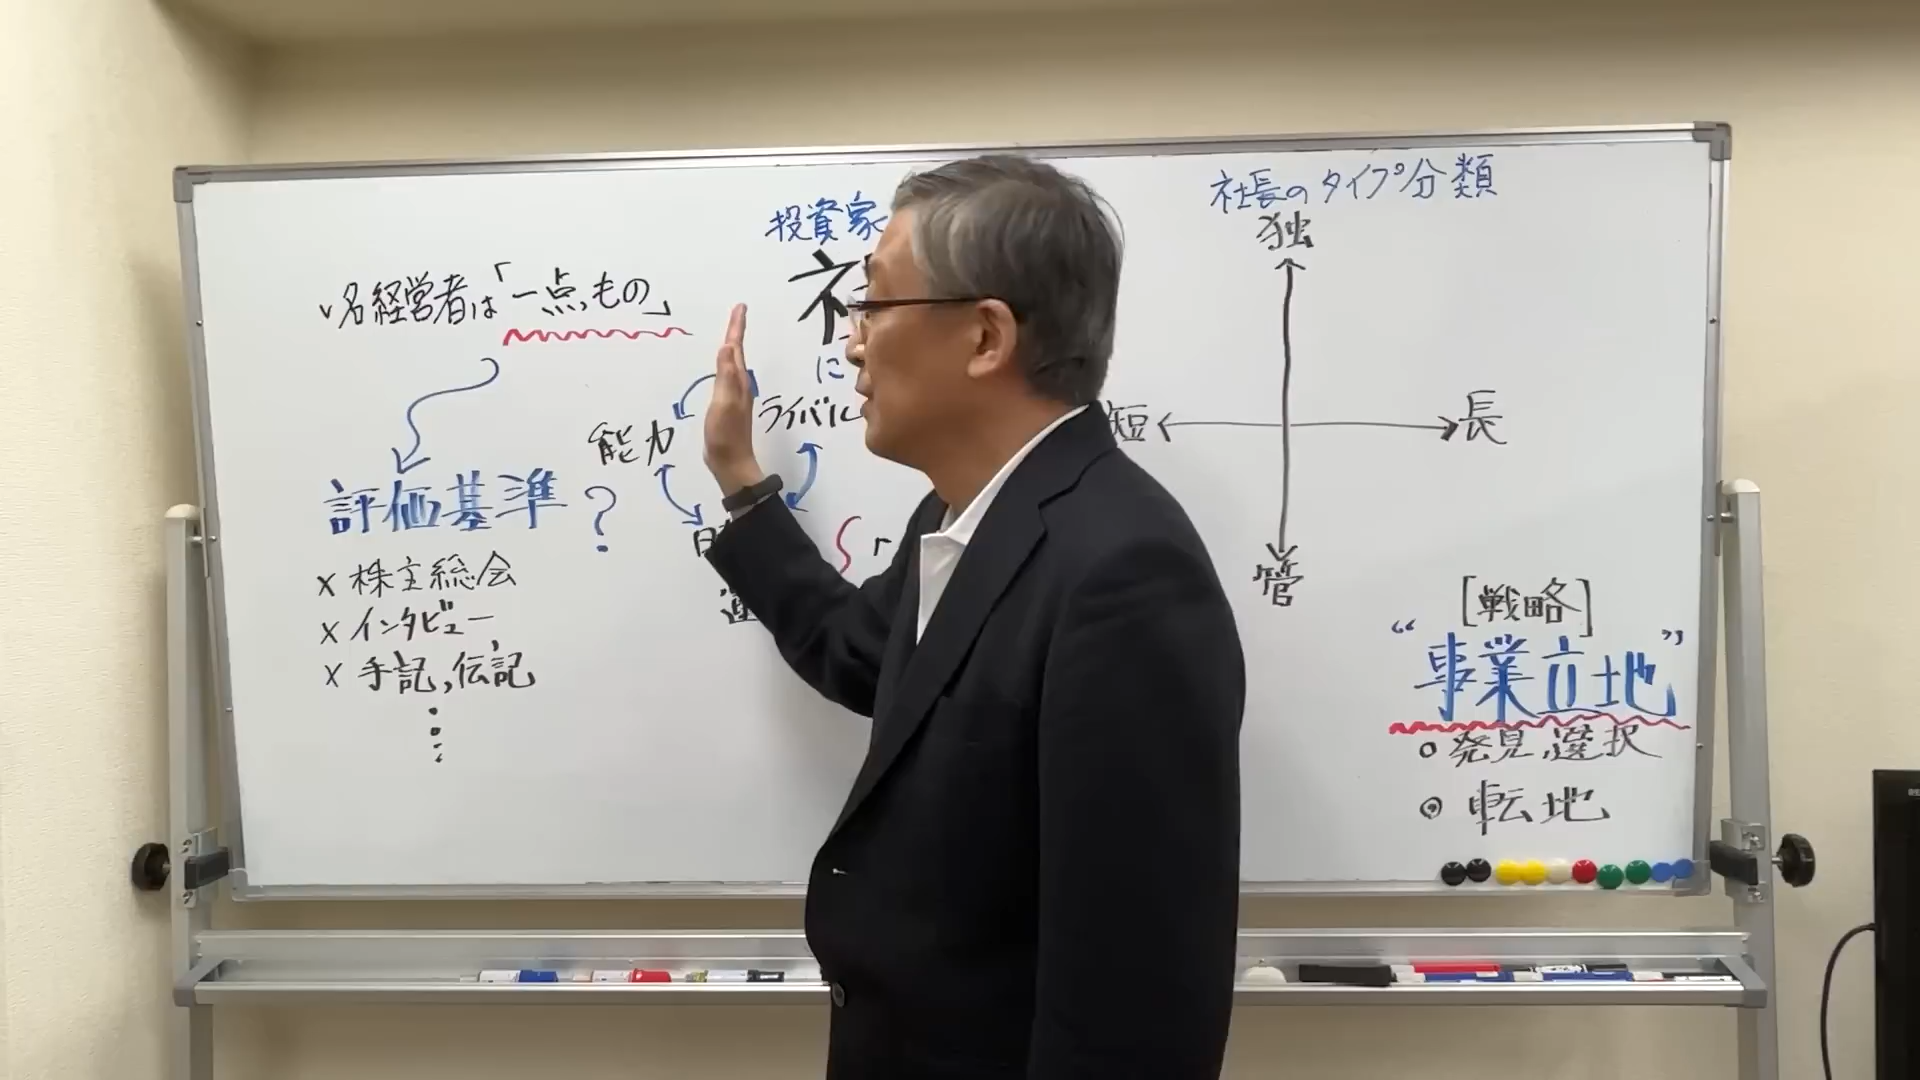 名経営者は「一点もの」
評価基準?
x 株主総会
x インタビュー
x 手記、伝記
投資家
に
能力
ライバル
社長のタイプ分類
独
短
長
管
[戦略]
“事業立地”
○ 発見、選択
◎ 転地